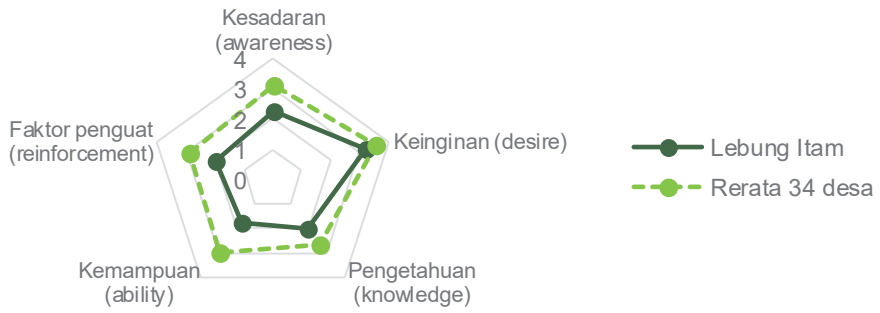 Kesadaran
(awareness)
4
3
2
1
0
Faktor penguat
(reinforcement)
Keinginan (desire)
Kemampuan
(ability)
Pengetahuan
(knowledge)
Lebung Itam
Rerata 34 desa